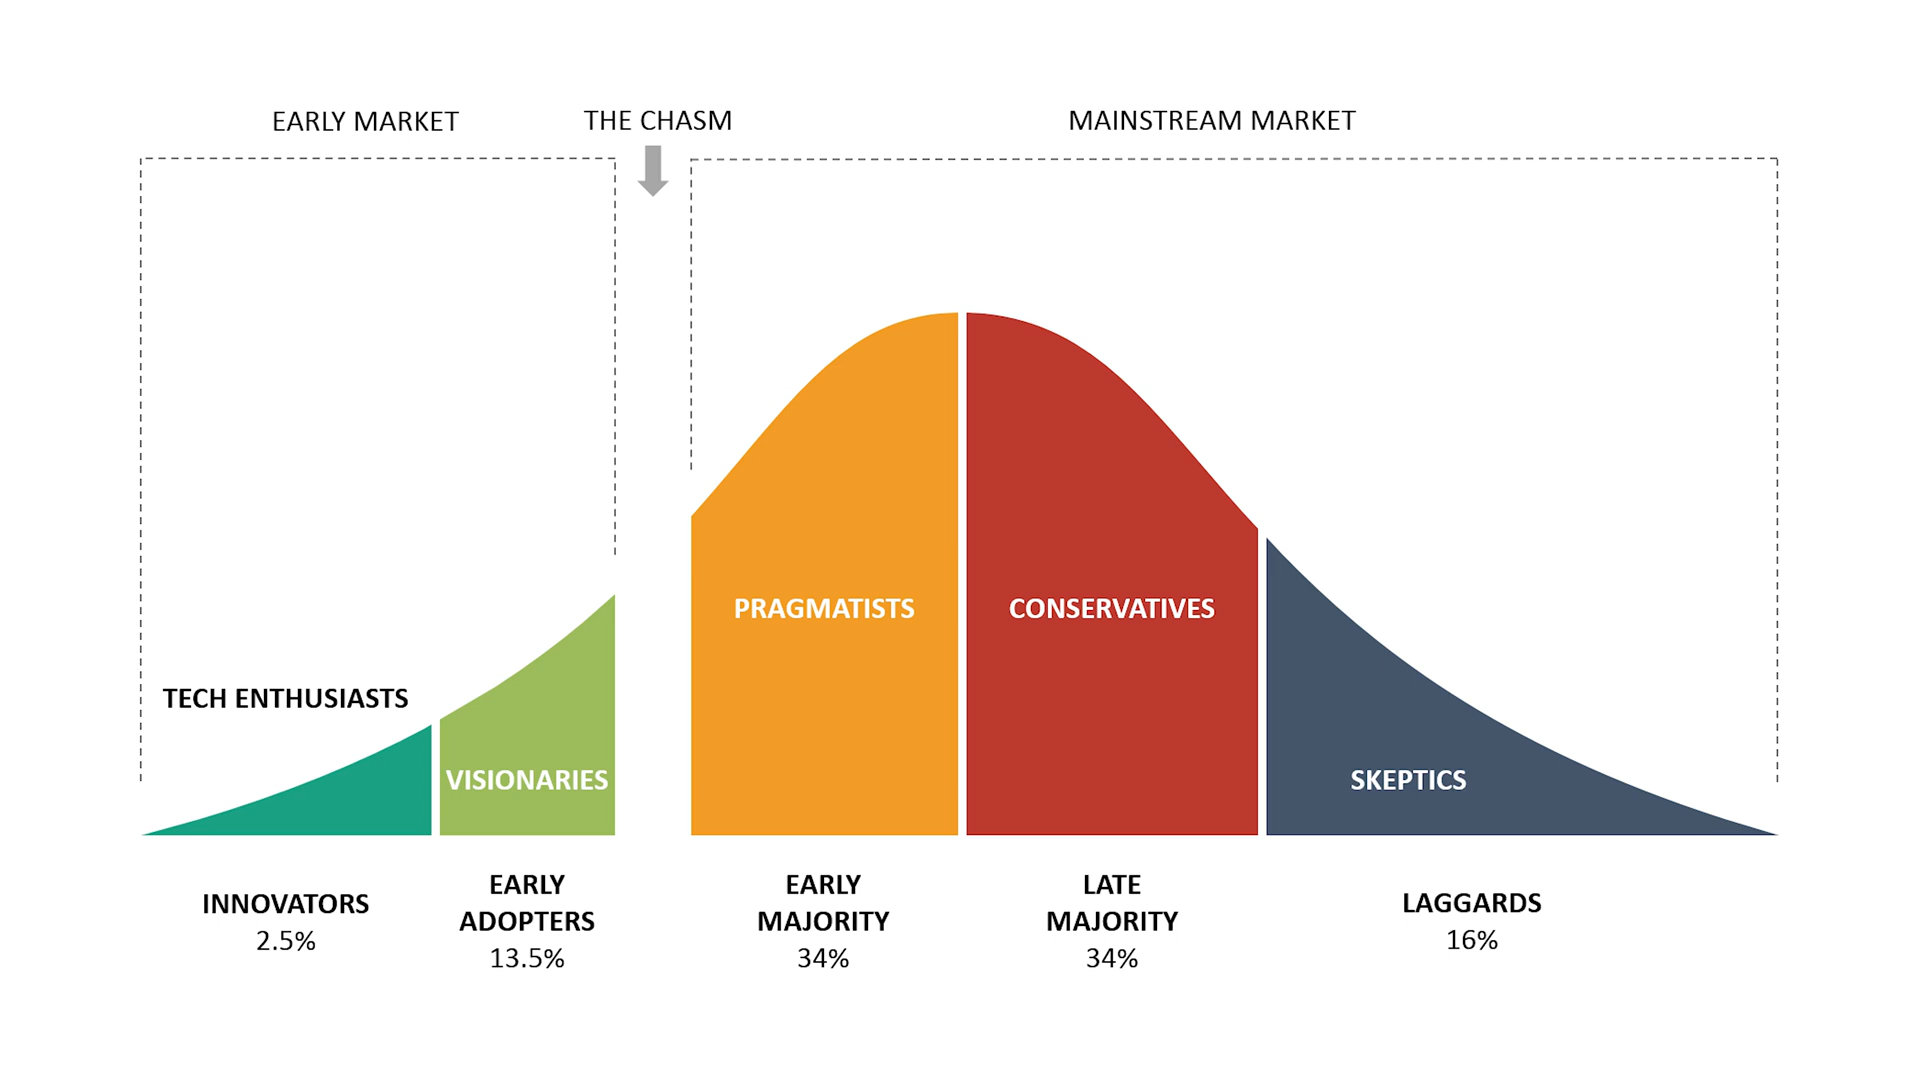 EARLY MARKET
THE CHASM
MAINSTREAM MARKET
TECH ENTHUSIASTS
VISIONARIES
PRAGMATISTS
CONSERVATIVES
SKEPTICS
INNOVATORS
2.5%
EARLY
ADOPTERS
13.5%
EARLY
MAJORITY
34%
LATE
MAJORITY
34%
LAGGARDS
16%